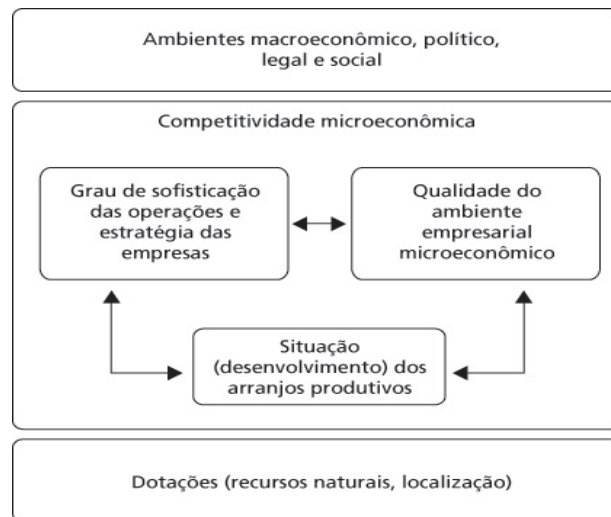 Ambientes macroeconômico, político,
legal e social
Competitividade microeconômica
Grau de sofisticação
das operações e
estratégia das
empresas
Qualidade do
ambiente
empresarial
microeconômico
Situação
(desenvolvimento) dos
arranjos produtivos
Dotações (recursos naturais, localização)